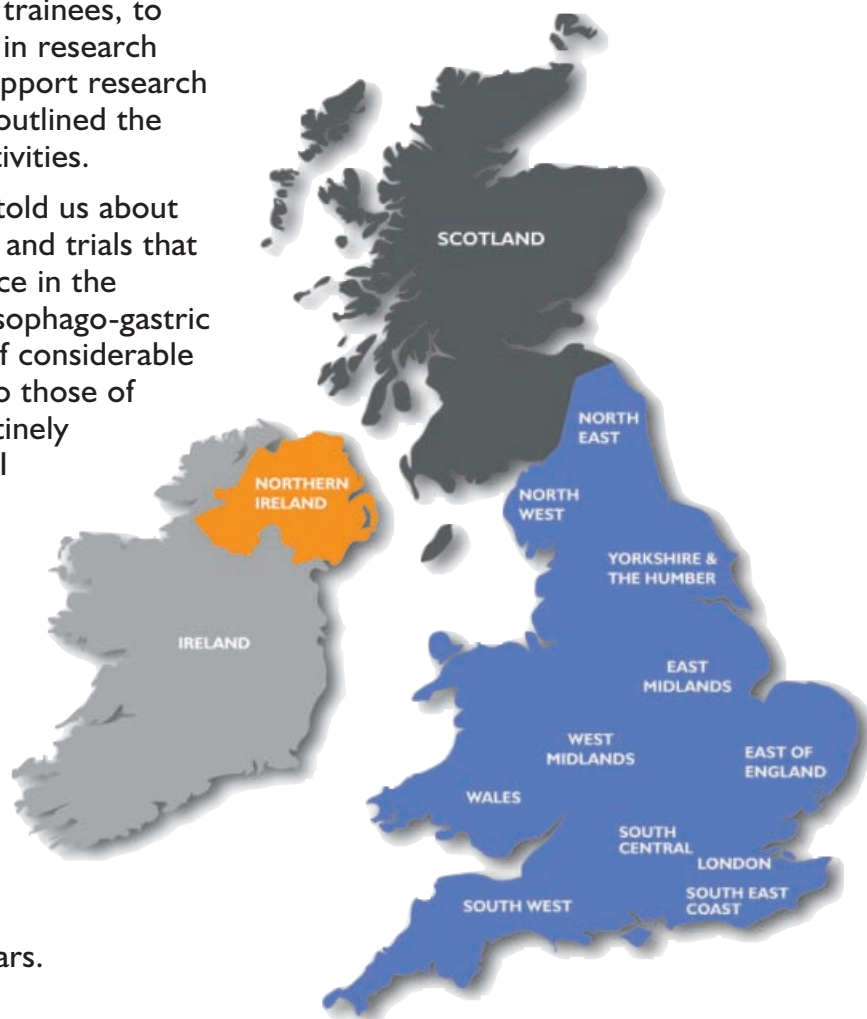 trainees, to
in research
pport research
outlined the
tivities.
told us about
and trials that
ce in the
sophago-gastric
f considerable
o those of
tinely
l
ars.
SCOTLAND
NORTH
EAST
NORTHERN
IRELAND
NORTH
WEST
YORKSHIRE &
THE HUMBER
IRELAND
EAST
MIDLANDS
WEST
MIDLANDS
EAST OF
ENGLAND
WALES
SOUTH
CENTRAL
LONDON
SOUTH EAST
COAST
SOUTH WEST